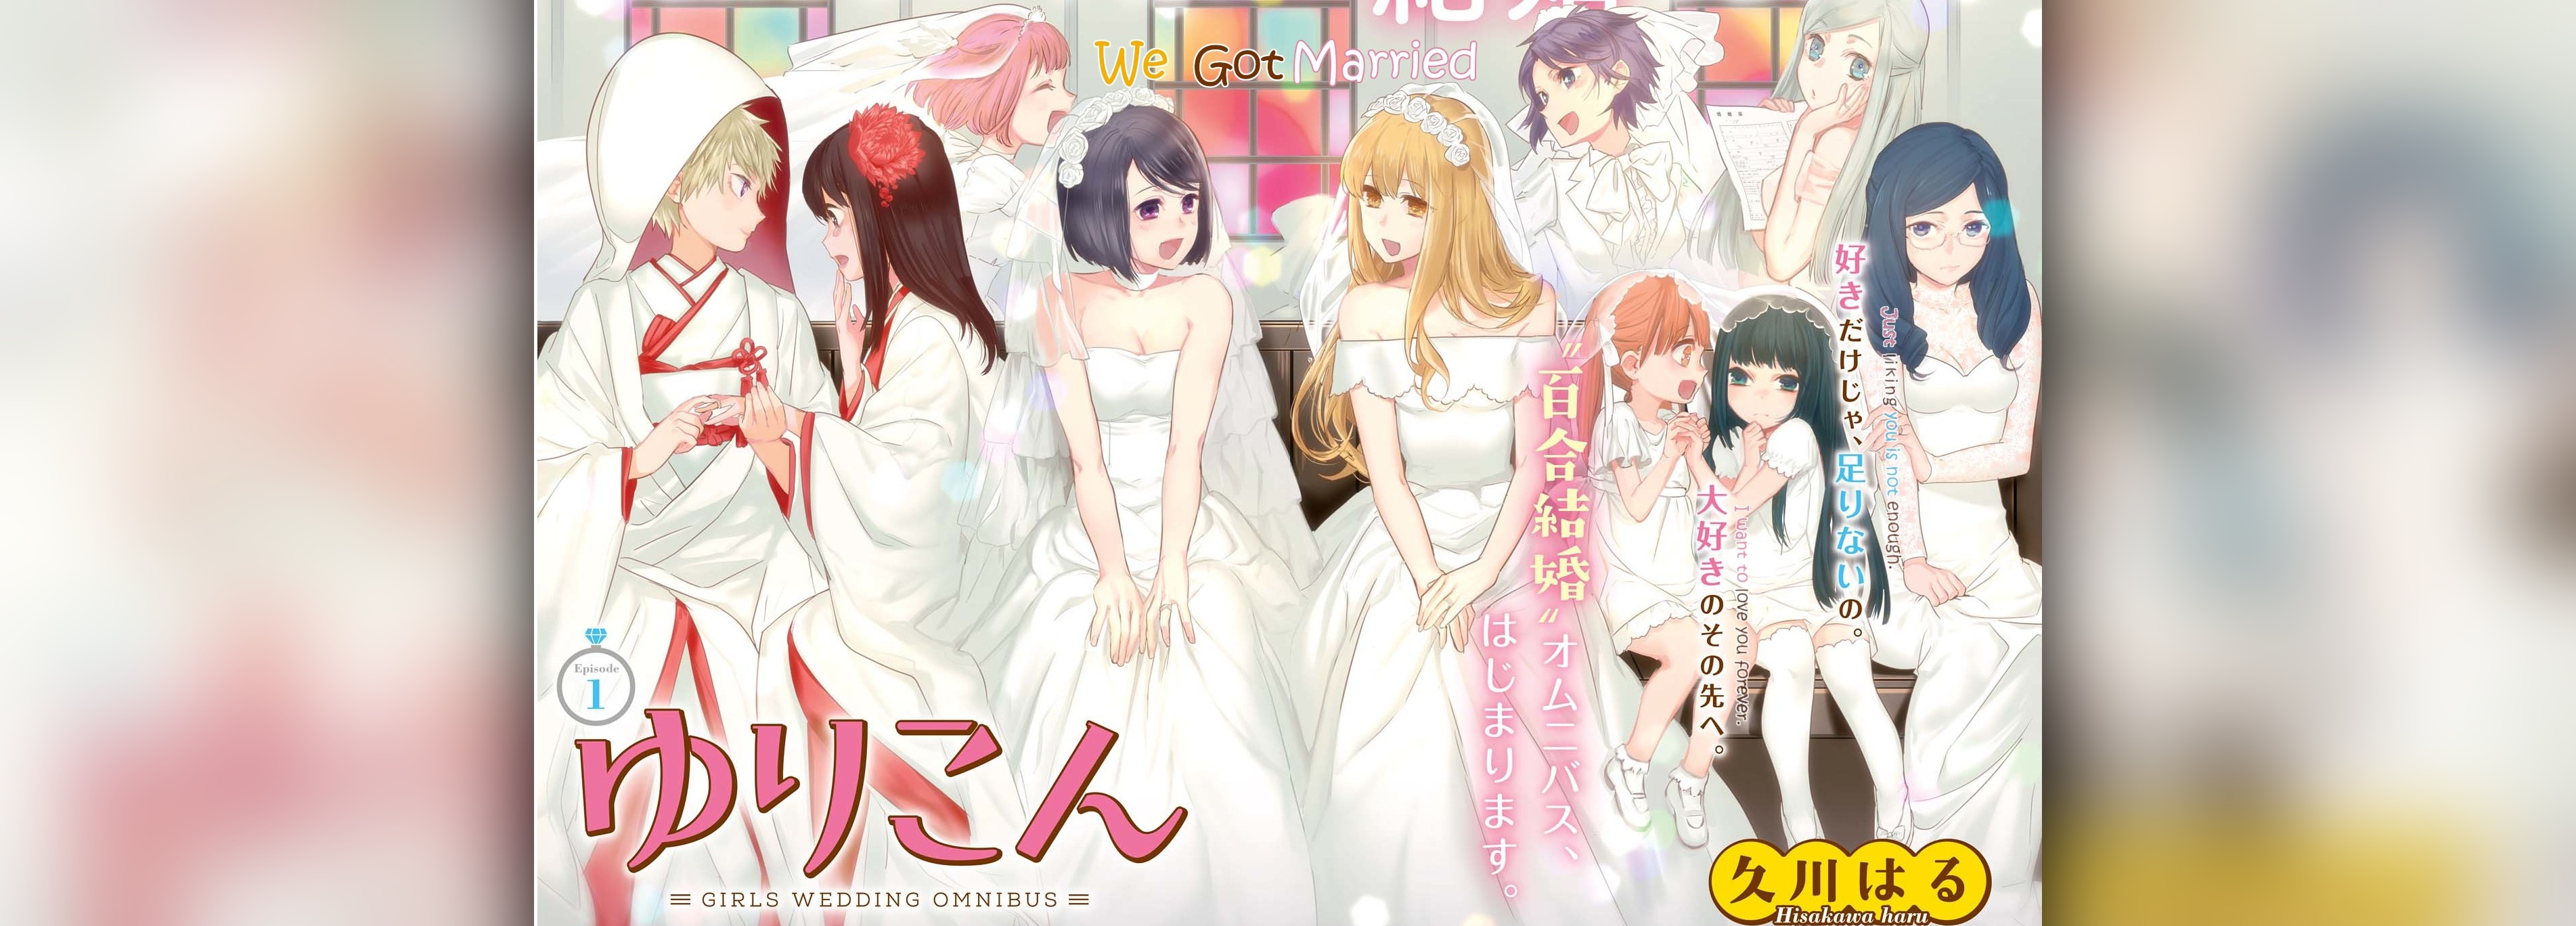 We Got Married
好きだけじゃ、足りないの。
Just liking you is not enough.
大好きのその先へ。
I want to love you forever.
〝百合結婚〟オムニバス、
はじまります。
Episode
1
ゆりこん
GIRLS WEDDING OMNIBUS
久川はる
Hisakawa haru